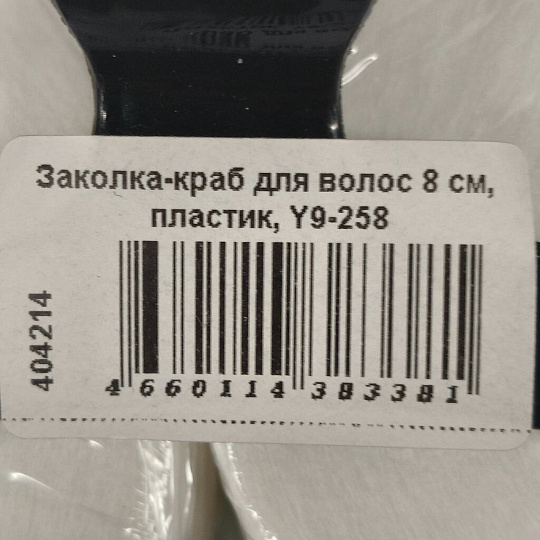 Заколка-краб для волос 8 см,
пластик, Y9-258
404214
4 660114 383381